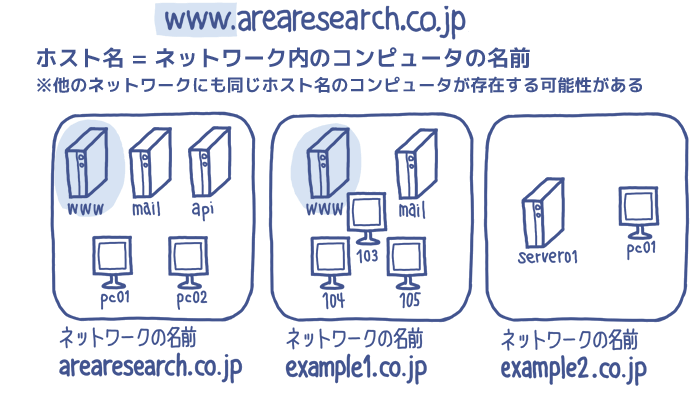 www.arearesearch.co.jp
ホスト名 = ネットワーク内のコンピュータの名前
※他のネットワークにも同じホスト名のコンピュータが存在する可能性がある
www mail api
pc01 pc02
ネットワークの名前
arearesearch.co.jp
www mail
103
104 105
ネットワークの名前
example1.co.jp
server01 pc01
ネットワークの名前
example2.co.jp